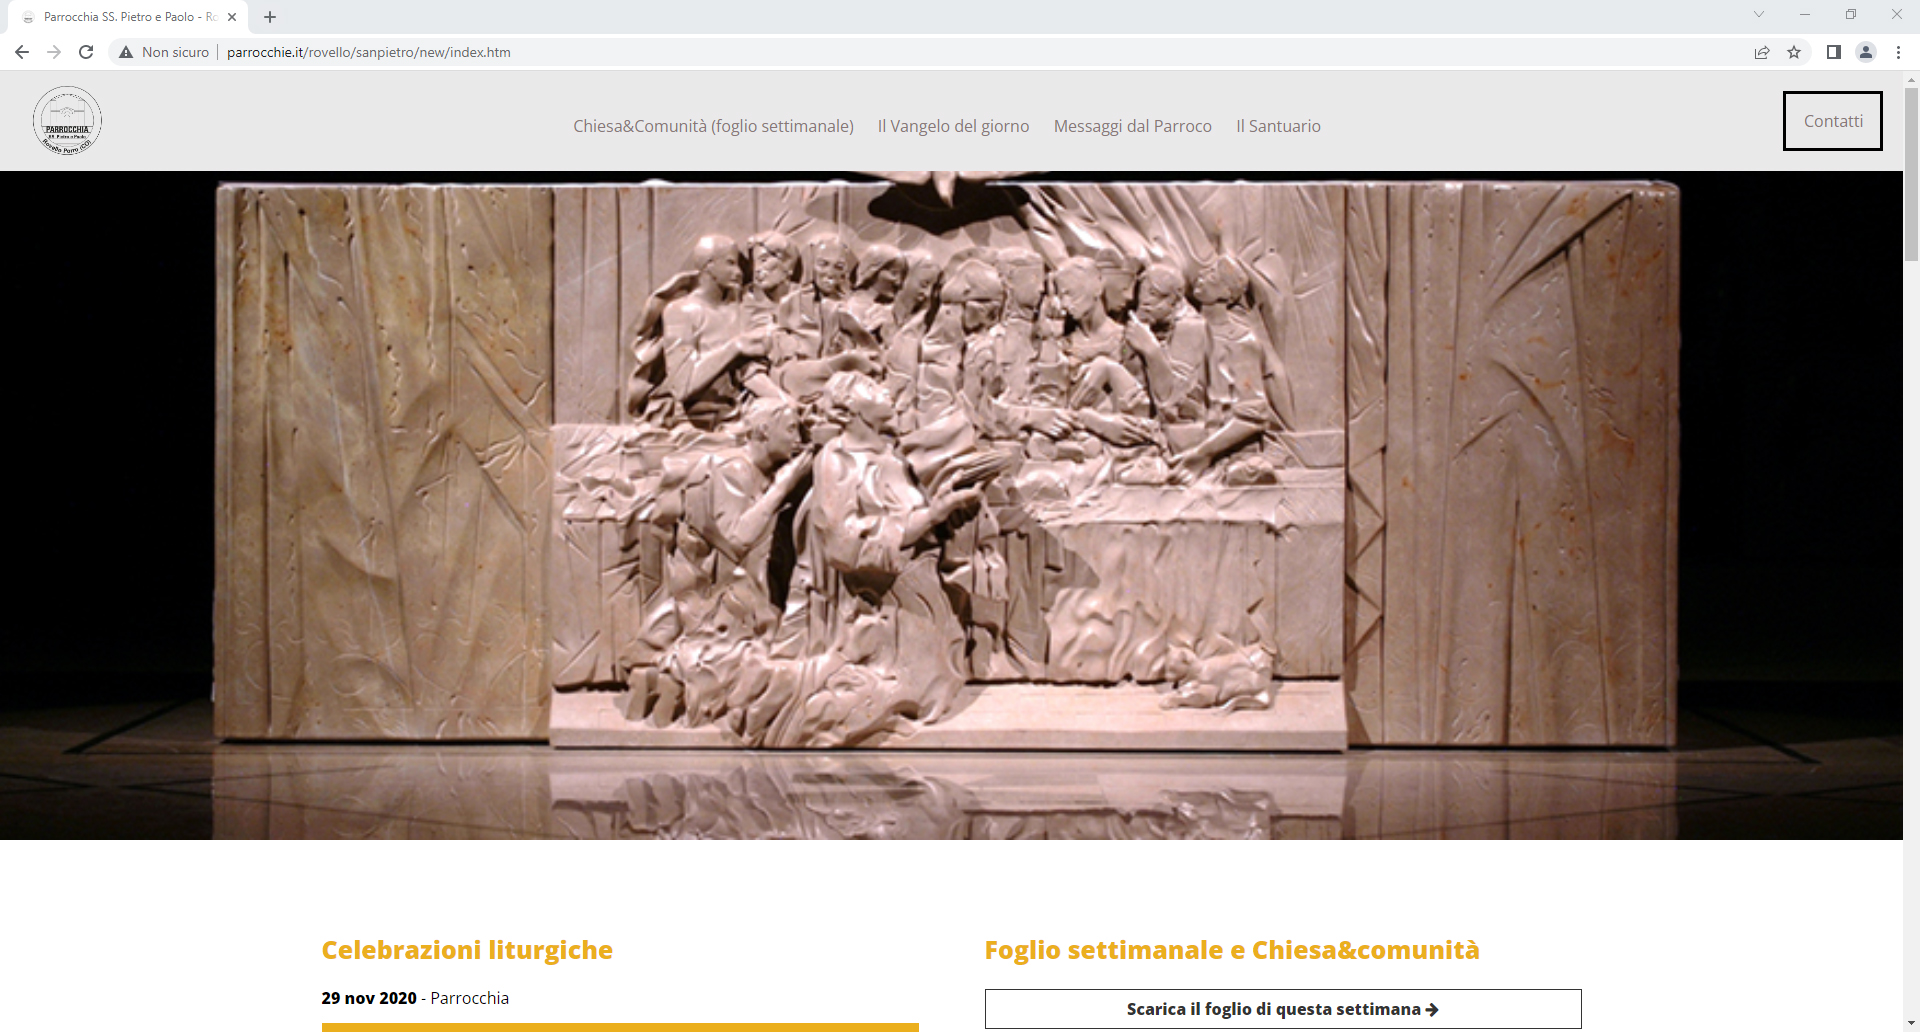 Parrocchia SS. Pietro e Paolo - Ro
Non sicuro
parrocchie.it/rovello/sanpietro/new/index.htm
PARROCCHIA
SS. Pietro e Paolo
Rovello Porro (CO)
Chiesa&Comunità (foglio settimanale)
Il Vangelo del giorno
Messaggi dal Parroco
Il Santuario
Contatti
Celebrazioni liturgiche
29 nov 2020 - Parrocchia
Foglio settimanale e Chiesa&comunità
Scarica il foglio di questa settimana